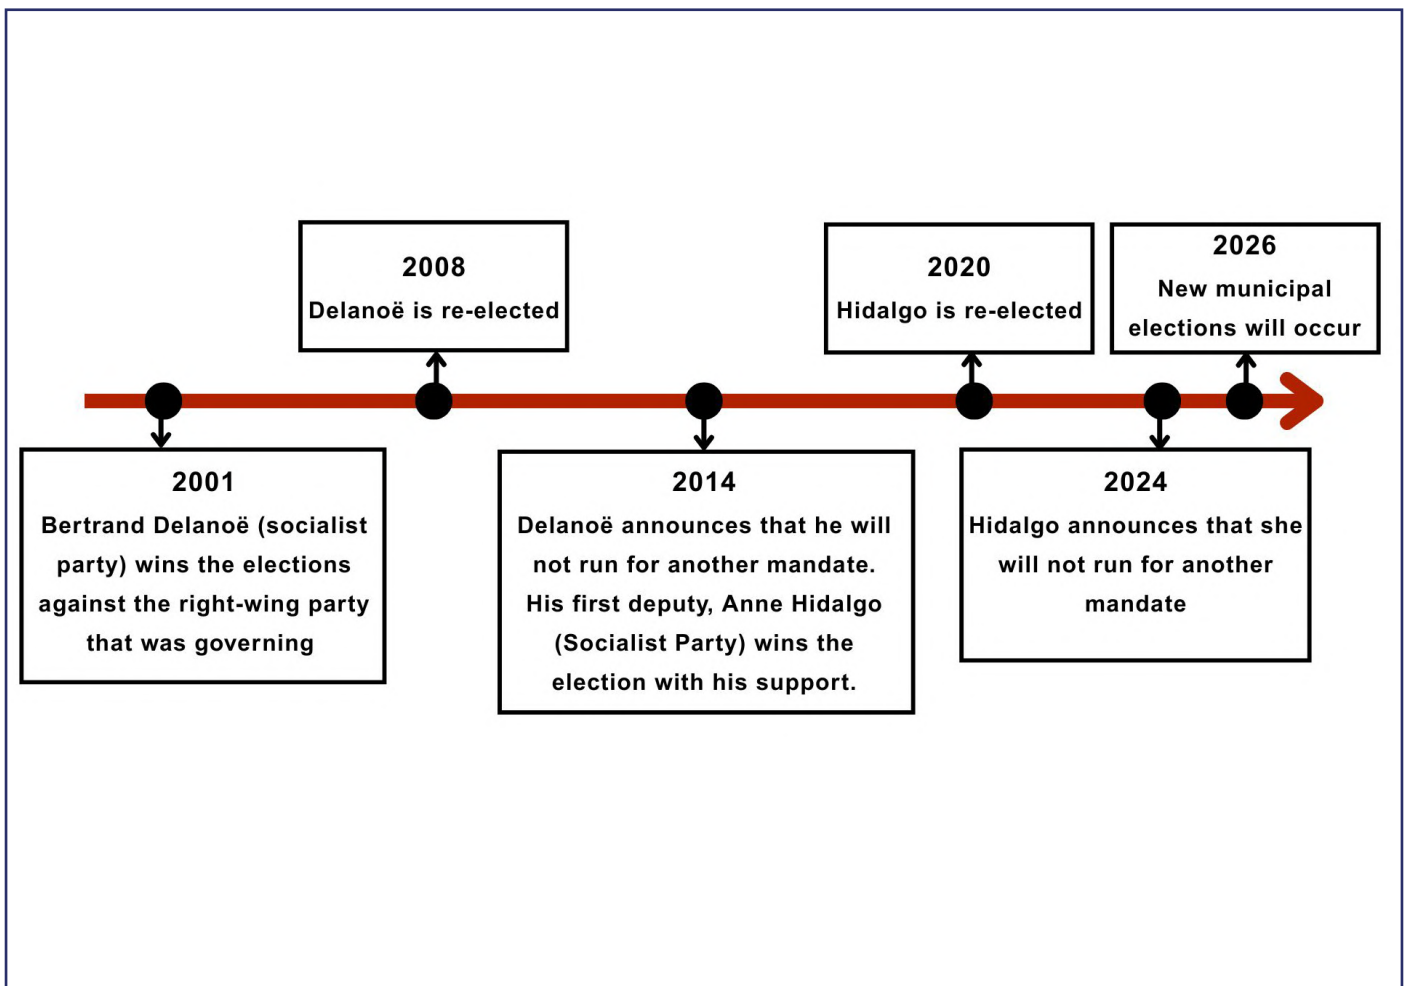 2008
Delanoë is re-elected
2020
Hidalgo is re-elected
2026
New municipal
elections will occur
2001
Bertrand Delanoë (socialist
party) wins the elections
against the right-wing party
that was governing
2014
Delanoë announces that he will
not run for another mandate.
His first deputy, Anne Hidalgo
(Socialist Party) wins the
election with his support.
2024
Hidalgo announces that she
will not run for another
mandate